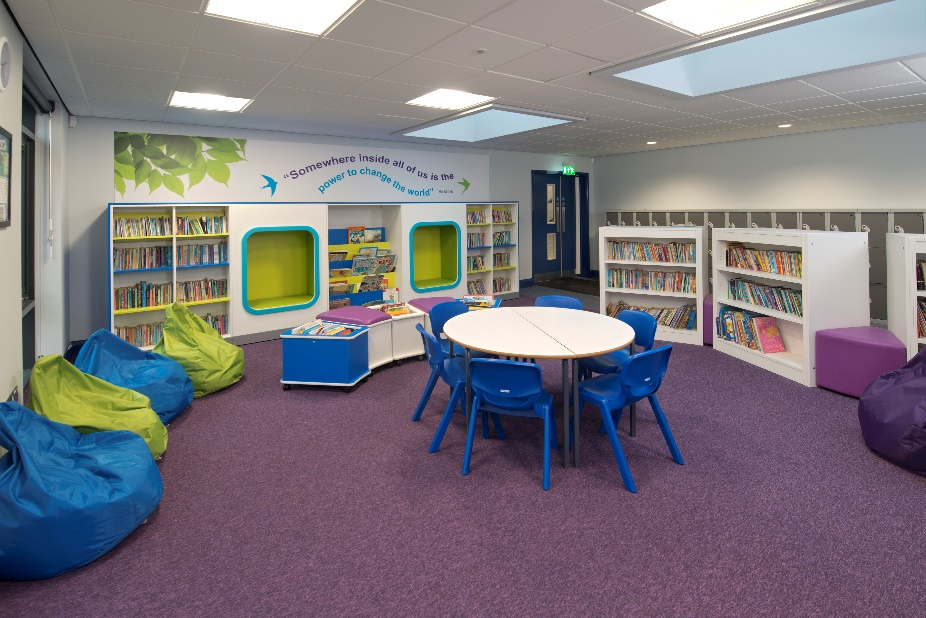 “Somewhere inside all of us is the
power to change the world”